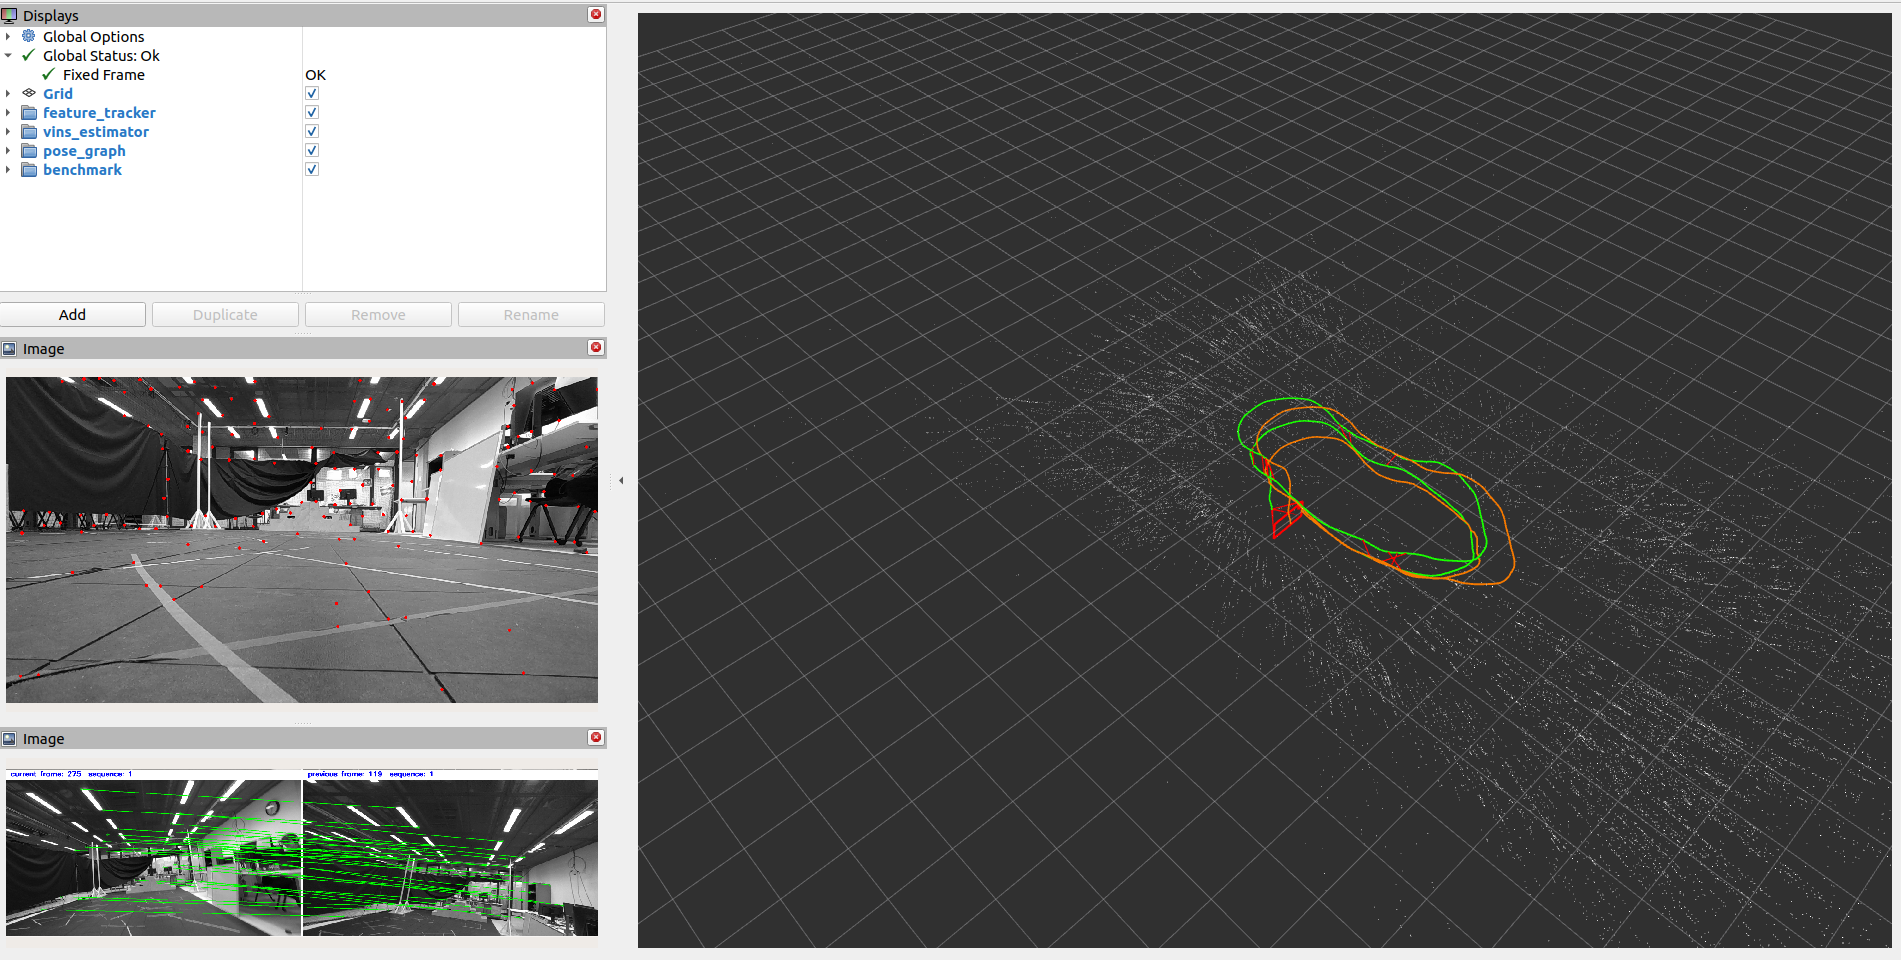 Displays
Global Options
Global Status: Ok
Fixed Frame OK
Grid
feature_tracker
vins_estimator
pose_graph
benchmark
Add Duplicate Remove Rename
Image
Image
current frame: 275 sequence: 1 previous frame: 119 sequence: 1